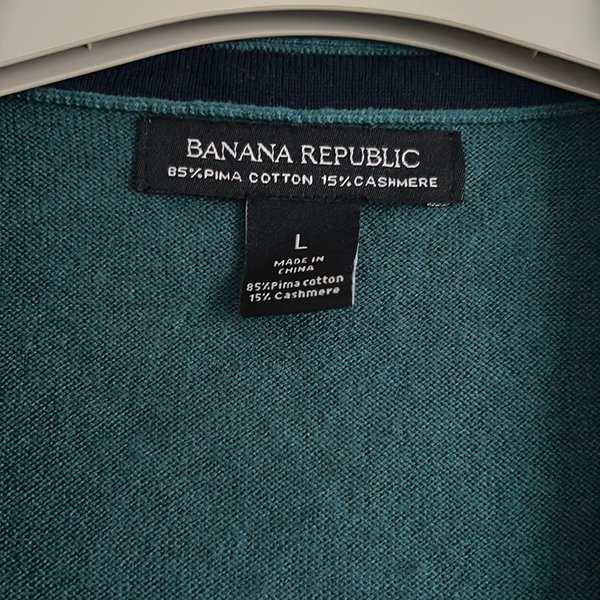 BANANA REPUBLIC
85%PIMA COTTON 15%CASHMERE
L
MADE IN
CHINA
85%Pima cotton
15% Cashmere